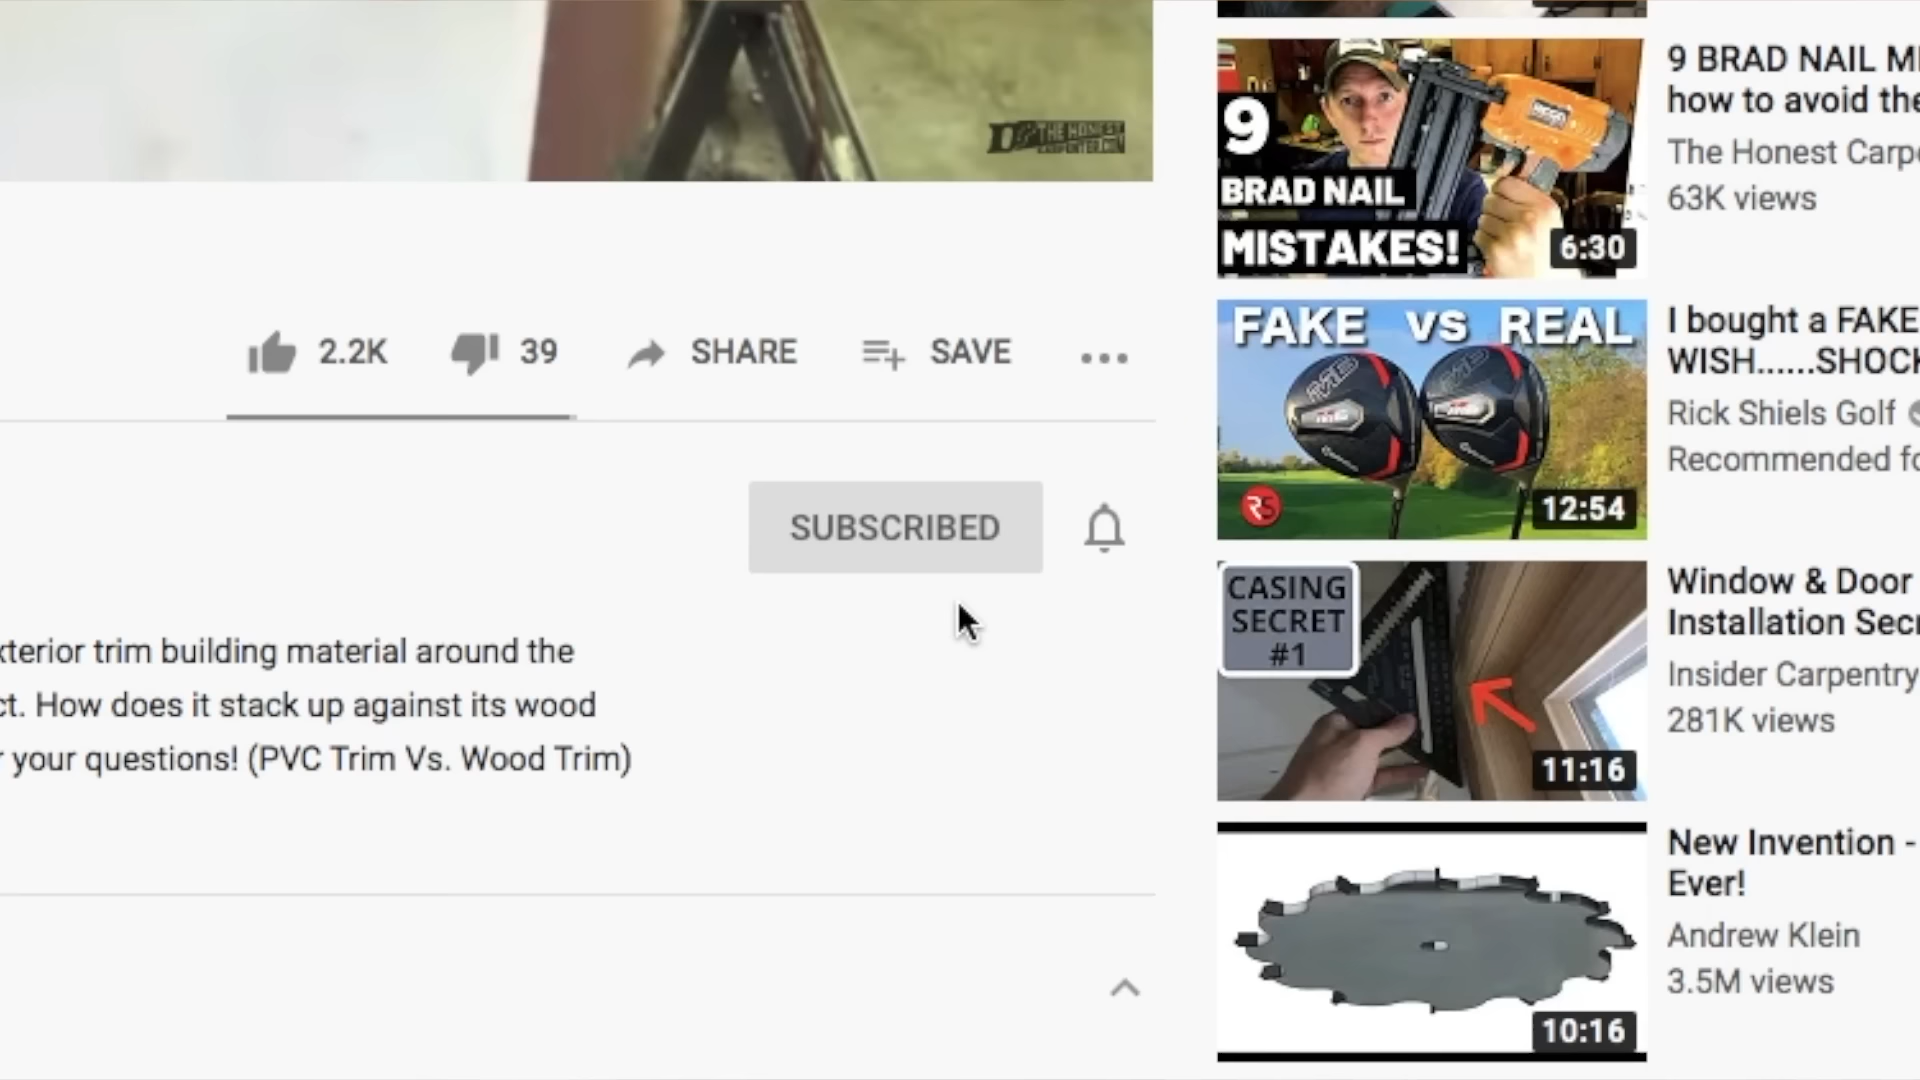 THE HONEST
CARPENTER.COM
2.2K
39
SHARE
SAVE
SUBSCRIBED
xterior trim building material around the
ct. How does it stack up against its wood
r your questions! (PVC Trim Vs. Wood Trim)
9
BRAD NAIL
MISTAKES!
6:30
9 BRAD NAIL MI
how to avoid the
The Honest Carpe
63K views
FAKE vs REAL
RS
12:54
I bought a FAKE
WISH......SHOCK
Rick Shiels Golf
Recommended fo
CASING
SECRET
#1
11:16
Window & Door
Installation Secr
Insider Carpentry
281K views
10:16
New Invention -
Ever!
Andrew Klein
3.5M views